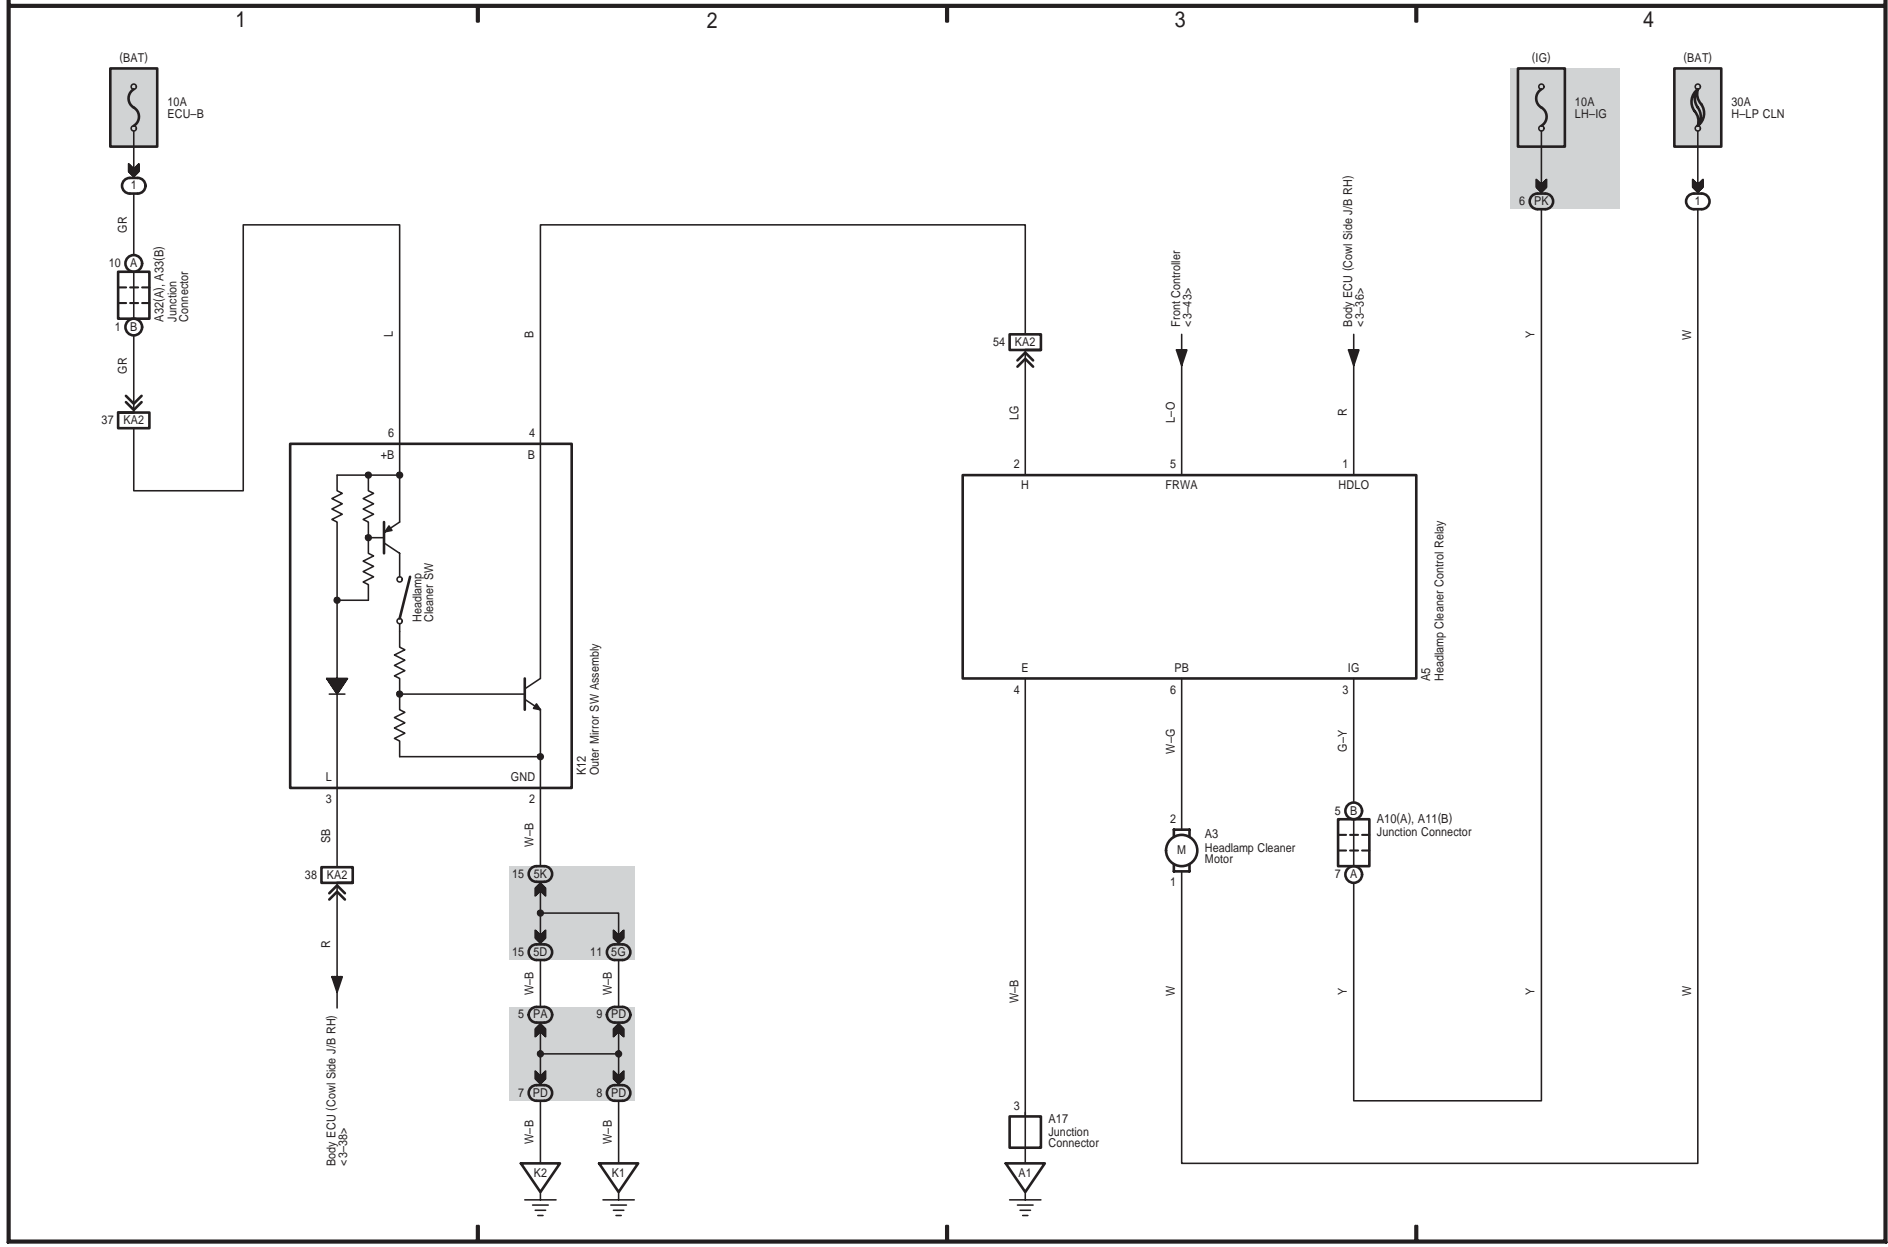 1
2
3
4
(BAT)
10A
ECU–B
1
GR
10 A
A32(A), A33(B)
Junction
Connector
1 B
GR
37 KA2
L
B
6
4
+B
B
Headlamp
Cleaner SW
K12
Outer Mirror SW Assembly
L
GND
3
2
SB
W–B
38 KA2
R
Body ECU (Cowl Side J/B RH)
<3–38>
15 5K
15 5D
11 5G
W–B
W–B
5 PA
9 PD
7 PD
8 PD
W–B
W–B
K2
K1
54 KA2
LG
Front Controller
<3–43>
L–O
Body ECU (Cowl Side J/B RH)
<3–36>
R
2
5
1
H
FRWA
HDLO
A5
Headlamp Cleaner Control Relay
E
PB
IG
4
6
3
W–G
G–Y
2
M
A3
Headlamp Cleaner
Motor
1
5 B
A10(A), A11(B)
Junction Connector
7 A
W–B
W
Y
3
A17
Junction
Connector
A1
(IG)
10A
LH–IG
6 PK
Y
Y
(BAT)
30A
H–LP CLN
1
W
W